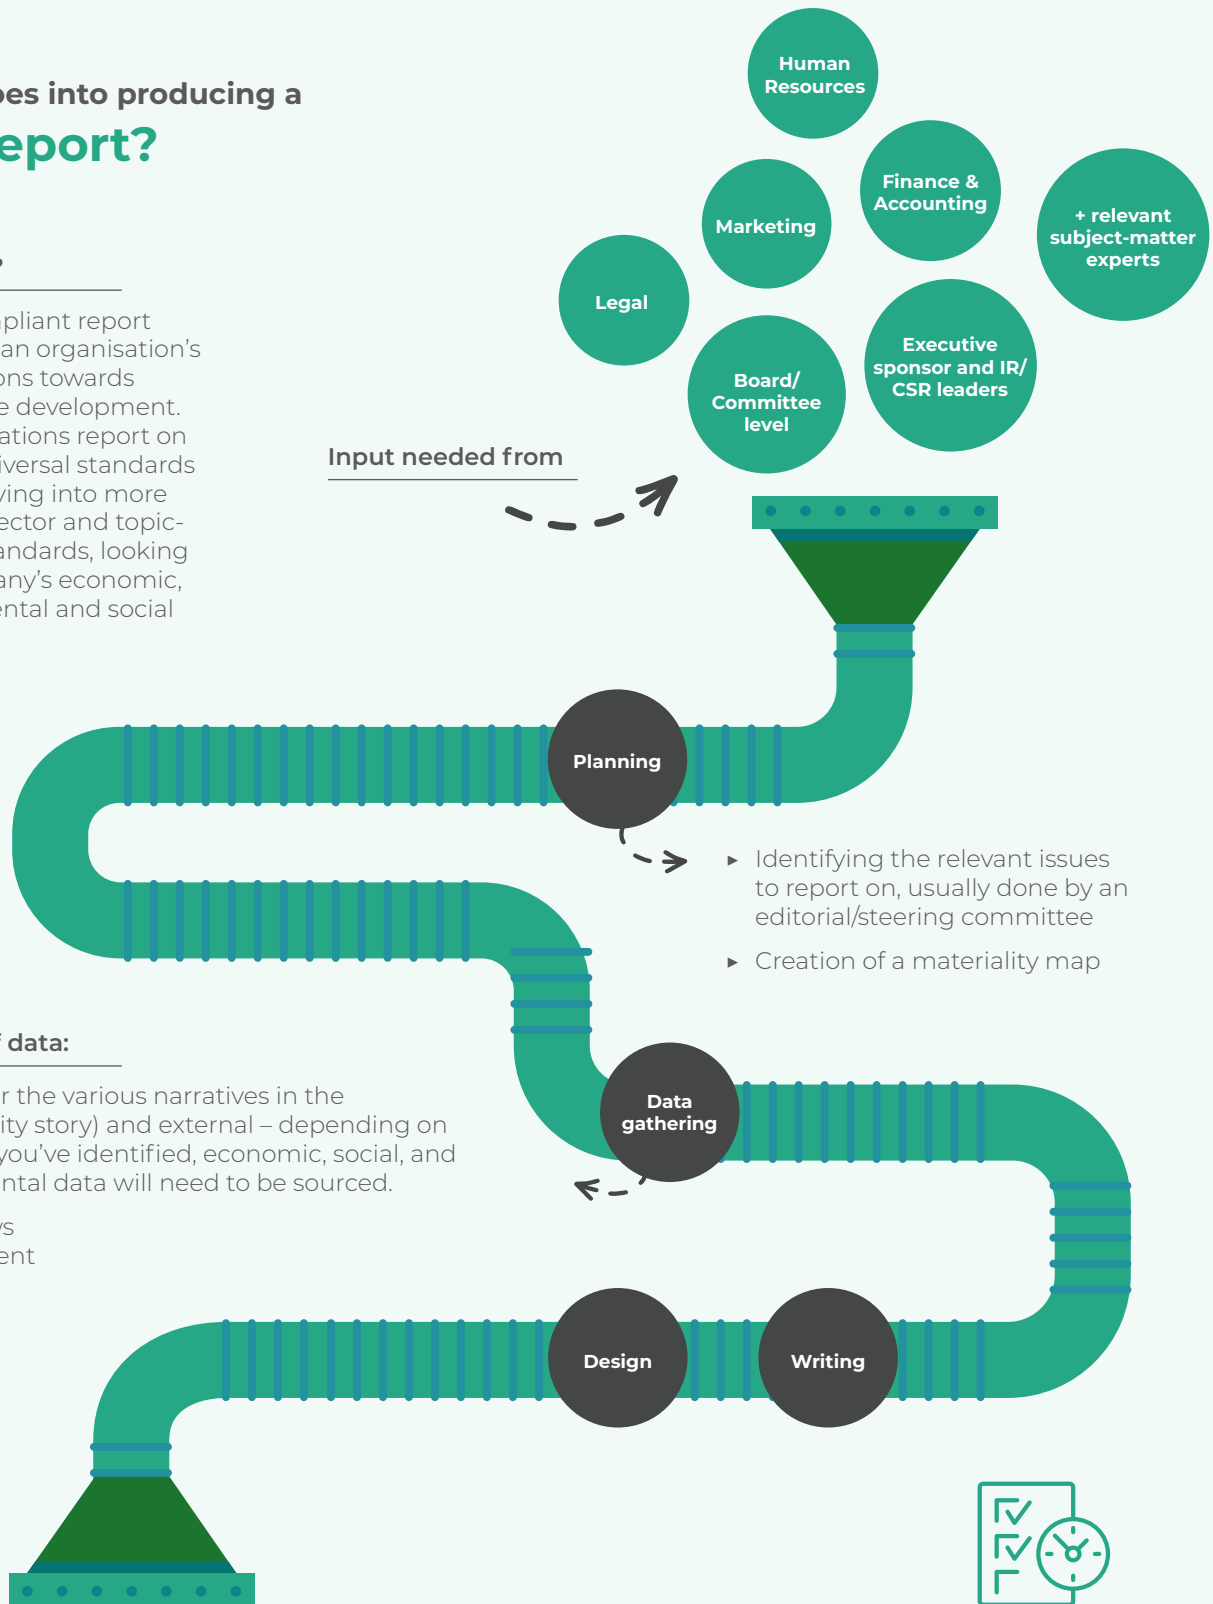 oes into producing a
eport?
?
pliant report
an organisation's
ons towards
e development.
ations report on
iversal standards
ving into more
ector and topic-
andards, looking
any's economic,
ental and social
Human
Resources
Finance &
Accounting
+ relevant
subject-matter
experts
Marketing
Legal
Executive
sponsor and IR/
CSR leaders
Board/
Committee
level
Input needed from
Planning
▸ Identifying the relevant issues
to report on, usually done by an
editorial/steering committee
▸ Creation of a materiality map
f data:
r the various narratives in the
ity story) and external – depending on
you've identified, economic, social, and
ntal data will need to be sourced.
vs
ent
Data
gathering
Design
Writing